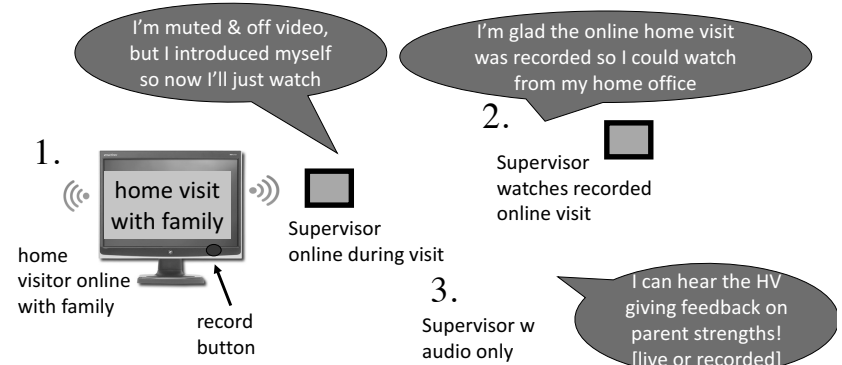 I'm muted & off video,
but I introduced myself
so now I'll just watch
I'm glad the online home visit
was recorded so I could watch
from my home office
1.
home visit
with family
home
visitor online
with family
record
button
Supervisor
online during visit
2.
Supervisor
watches recorded
online visit
3.
Supervisor w
audio only
I can hear the HV
giving feedback on
parent strengths!
[live or recorded]